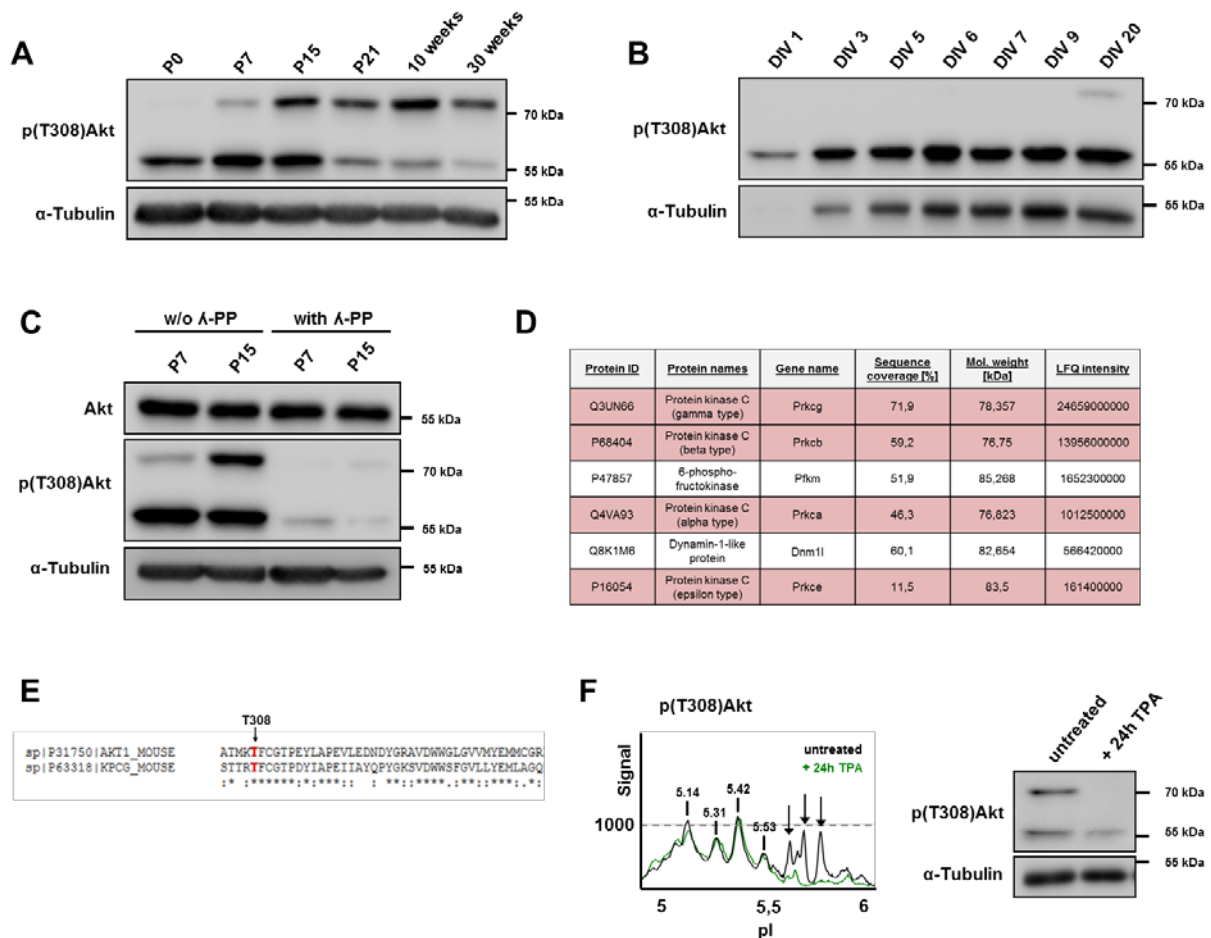 A
P0 P7 P15 P21 10 weeks 30 weeks
p(T308)Akt
70 kDa
55 kDa
α-Tubulin
55 kDa
B
DIV 1 DIV 3 DIV 5 DIV 6 DIV 7 DIV 9 DIV 20
p(T308)Akt
70 kDa
55 kDa
α-Tubulin
55 kDa
C
w/o λ-PP with λ-PP
P7 P15 P7 P15
Akt
55 kDa
p(T308)Akt
70 kDa
55 kDa
α-Tubulin
55 kDa
D
Protein ID Protein names Gene name Sequence coverage [%] Mol. weight [kDa] LFQ intensity
Q3UN66 Protein kinase C (gamma type) Prkcg 71,9 78,357 24659000000
P68404 Protein kinase C (beta type) Prkcb 59,2 76,75 13956000000
P47857 6-phospho-fructokinase Pfkm 51,9 85,268 1652300000
Q4VA93 Protein kinase C (alpha type) Prkca 46,3 76,823 1012500000
Q8K1M6 Dynamin-1-like protein Dnm1l 60,1 82,654 566420000
P16054 Protein kinase C (epsilon type) Prkce 11,5 83,5 161400000
E
T308
sp|P31750|AKT1_MOUSE ATMKTFCGTPEYLAPEVLEDNDYGRAVDWWGLGVVMYEMMCGR
sp|P63318|KPCG_MOUSE STTRTFCGTPDYIAPEIIAYQPYGKSVDWWSFGVLLYEMLAGQ
F
p(T308)Akt
untreated
+ 24h TPA
Signal
1000
5.14 5.31 5.42 5.53
5 5,5 6
pI
untreated + 24h TPA
p(T308)Akt
70 kDa
55 kDa
α-Tubulin
55 kDa